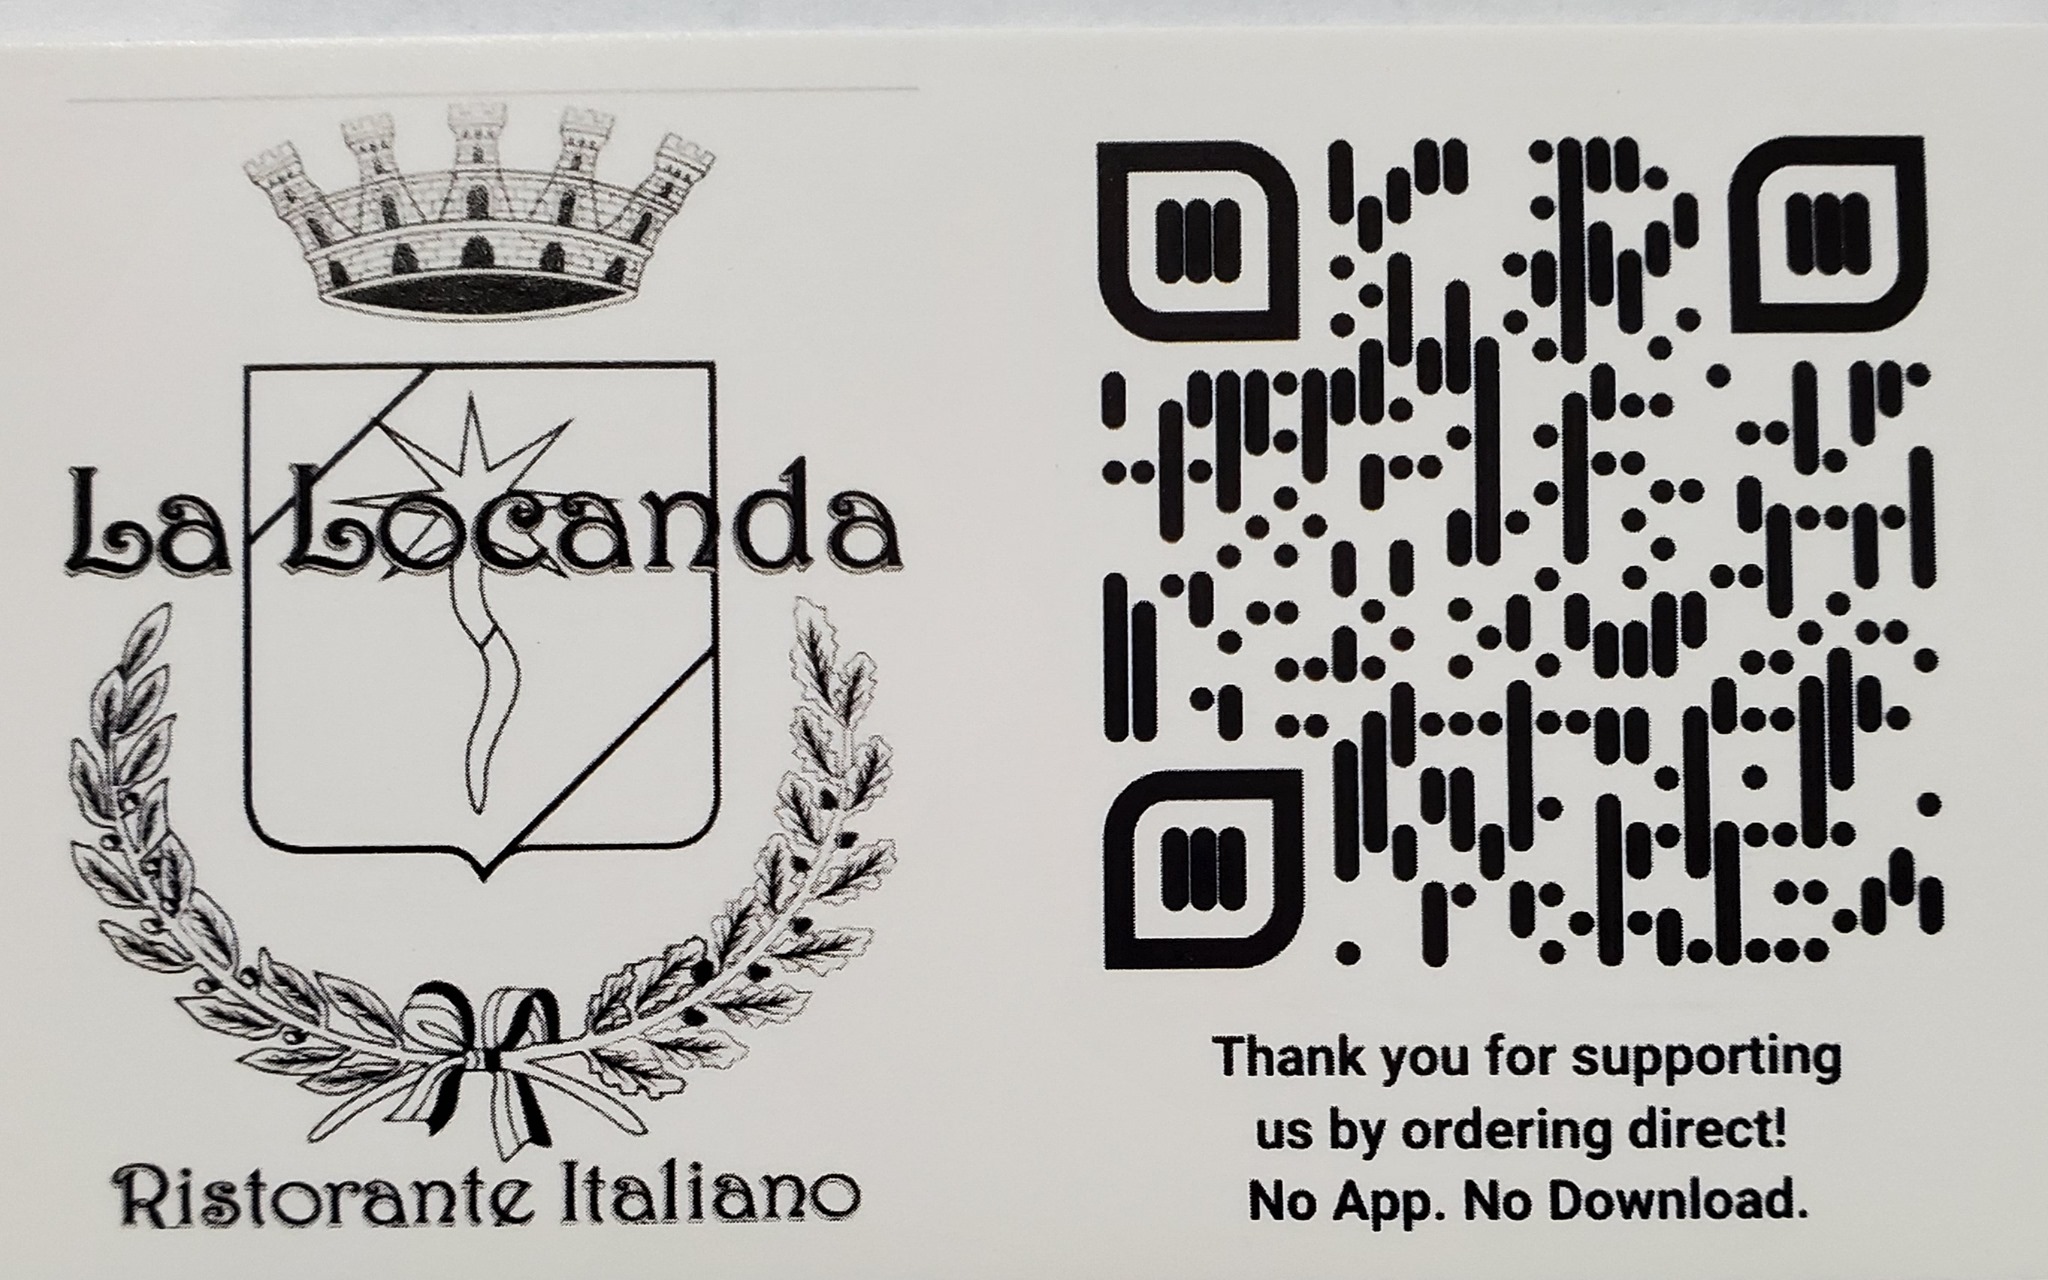 La Locanda
Ristorante Italiano
Thank you for supporting
us by ordering direct!
No App. No Download.